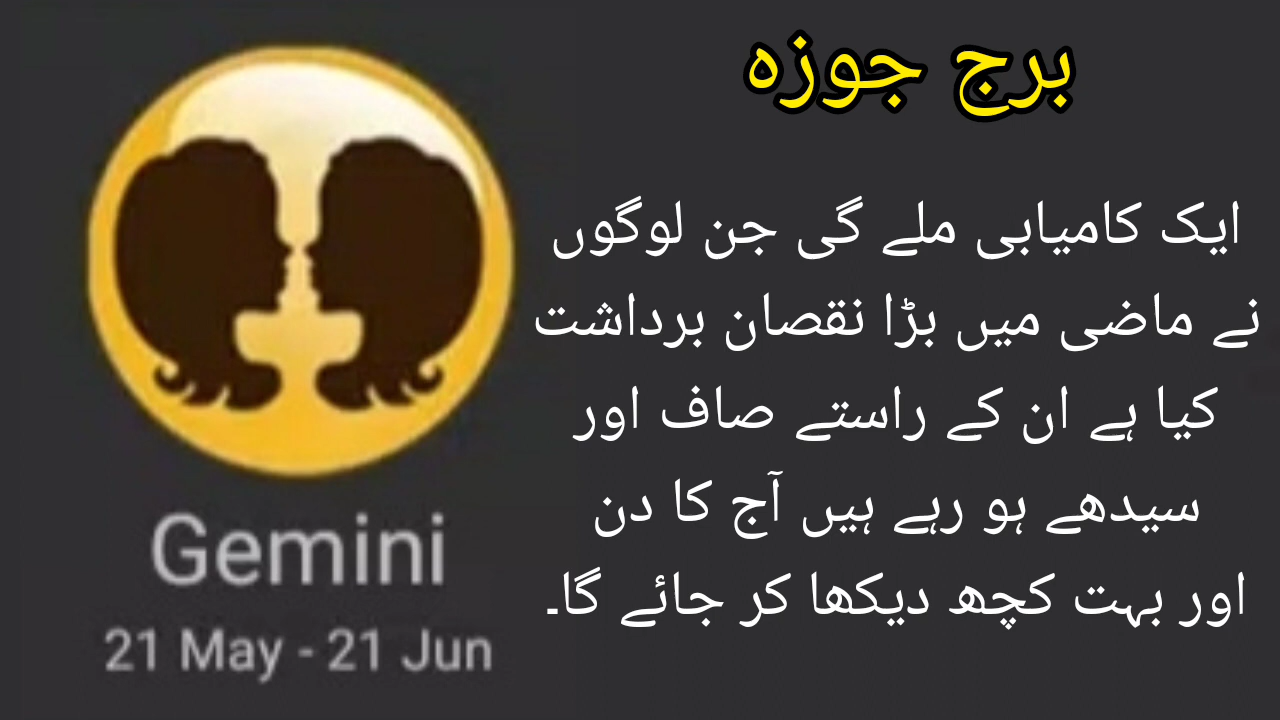 برج جوزہ
ایک کامیابی ملے گی جن لوگوں
نے ماضی میں بڑا نقصان برداشت
کیا ہے ان کے راستے صاف اور
سیدھے ہو رہے ہیں آج کا دن
اور بہت کچھ دیکھا کر جائے گا۔
Gemini
21 May - 21 Jun